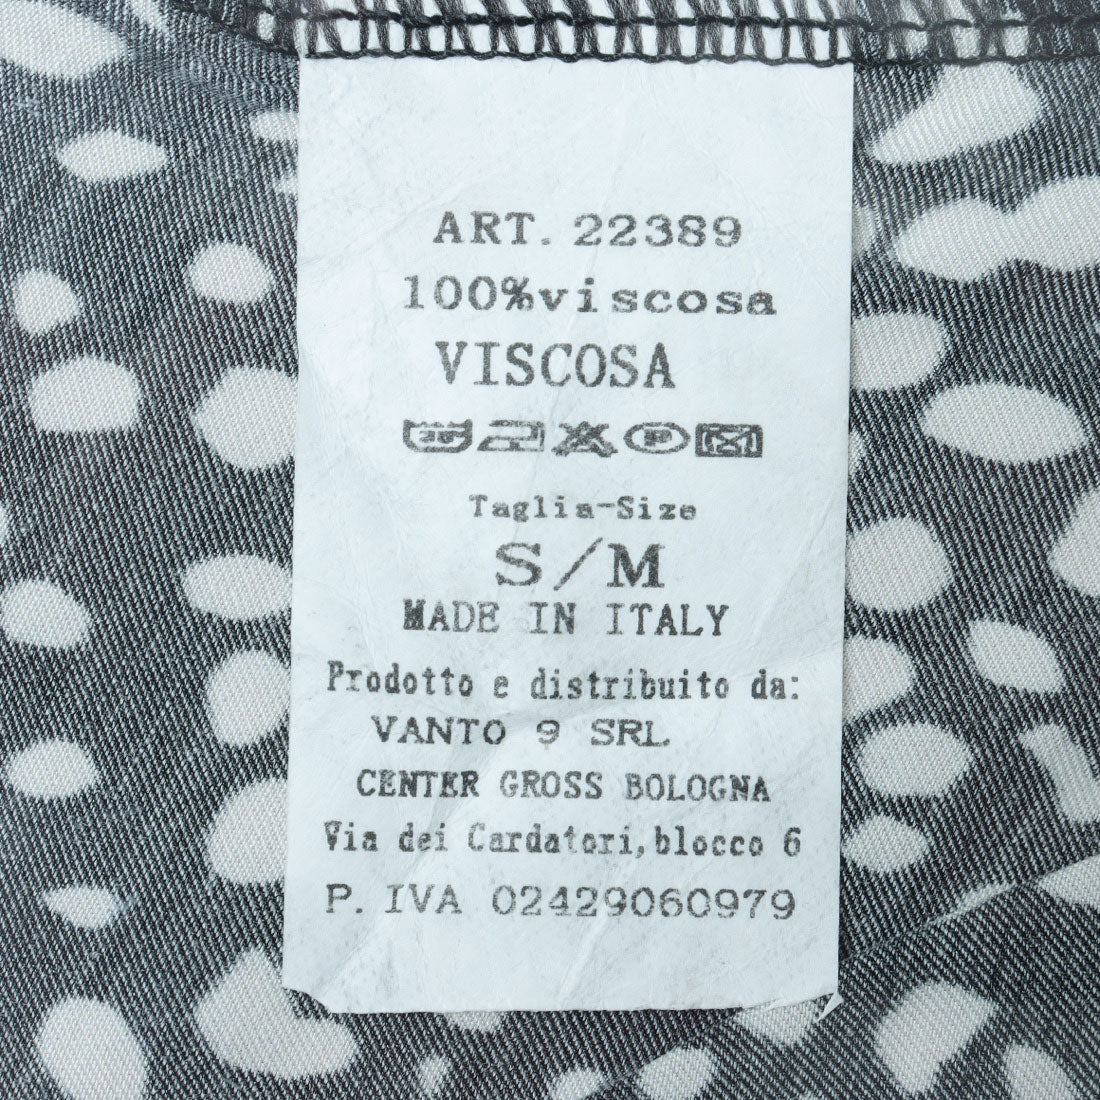 ART. 22389
100%viscosa
VISCOSA
30 P
Taglia-Size
S/M
MADE IN ITALY
Prodotto e distribuito da:
VANTO 9 SRL
CENTER GROSS BOLOGNA
Via dei Cardatori, blocco 6
P. IVA 02429060979